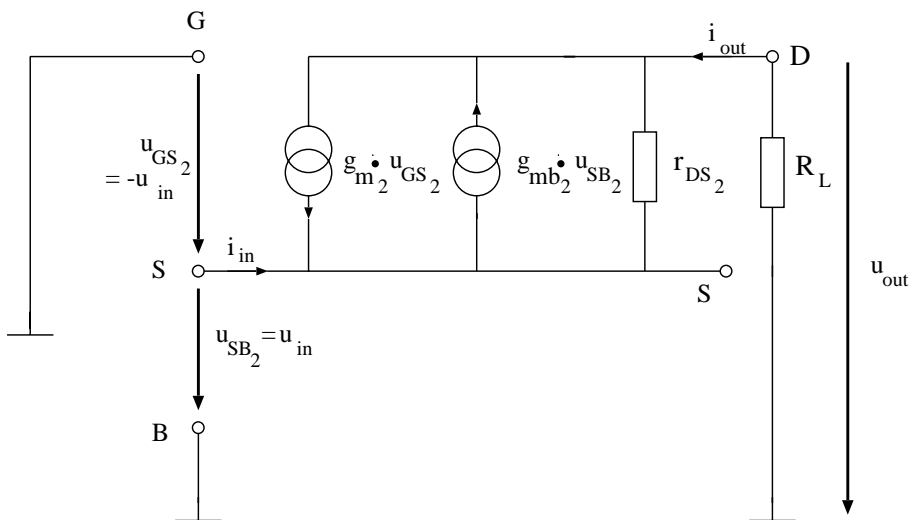 G
i out
D
u GS 2
= -u in
g m 2 • u GS 2
g mb 2 • u SB 2
r DS 2
R L
S
i in
S
u out
u SB 2 = u in
B